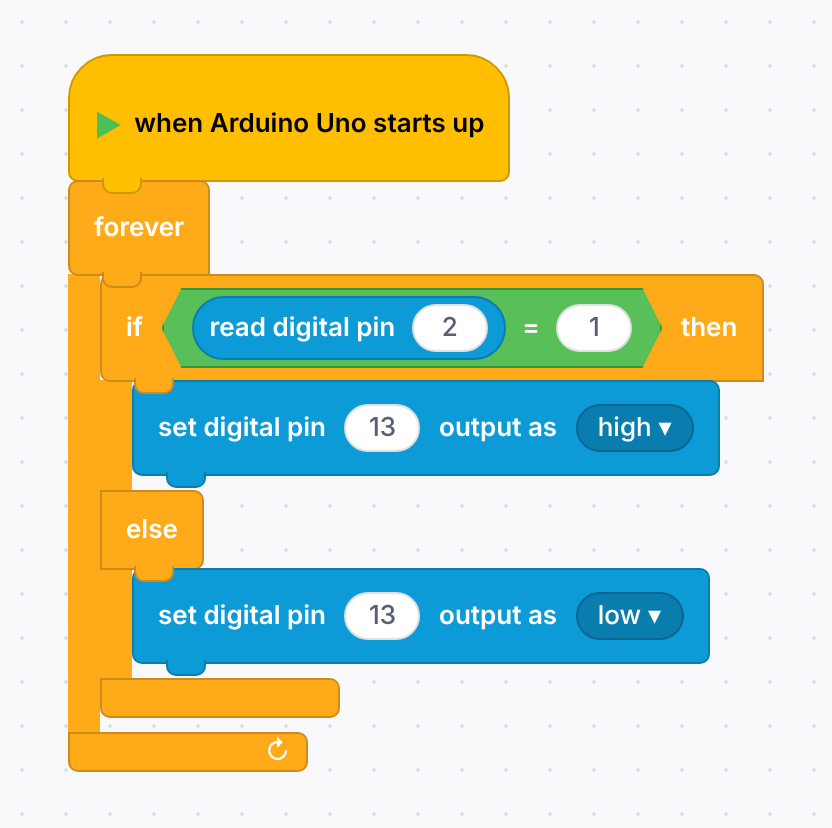 when Arduino Uno starts up
forever
if read digital pin 2 = 1 then
set digital pin 13 output as high ▾
else
set digital pin 13 output as low ▾